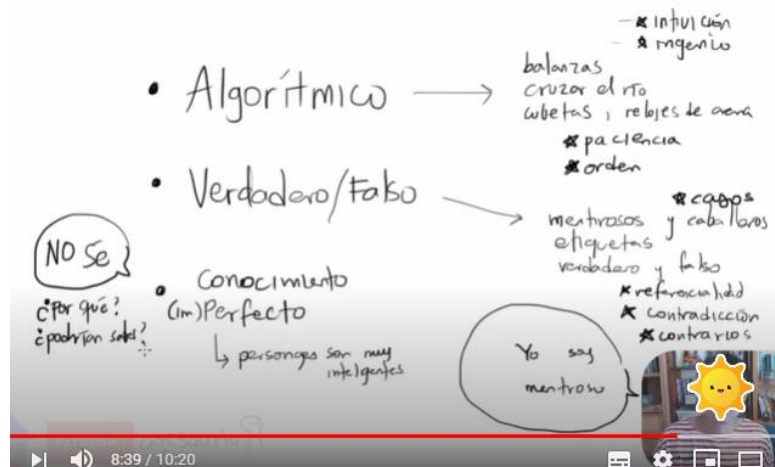 * intuición
* ingenio
• Algorítmico →
balanzas
cruzar el río
cubetas, relojes de arena
* paciencia
* orden
• Verdadero/Falso →
* casos
mentirosos y caballeros
etiquetas
verdadero y falso
* referencialidad
* contradicción
* contrarios
NO Sé
¿Por qué?
¿podrían saber?
• Conocimiento
(im)Perfecto
↳ personajes son muy
inteligentes
Yo soy
mentiroso
8:39 / 10:20